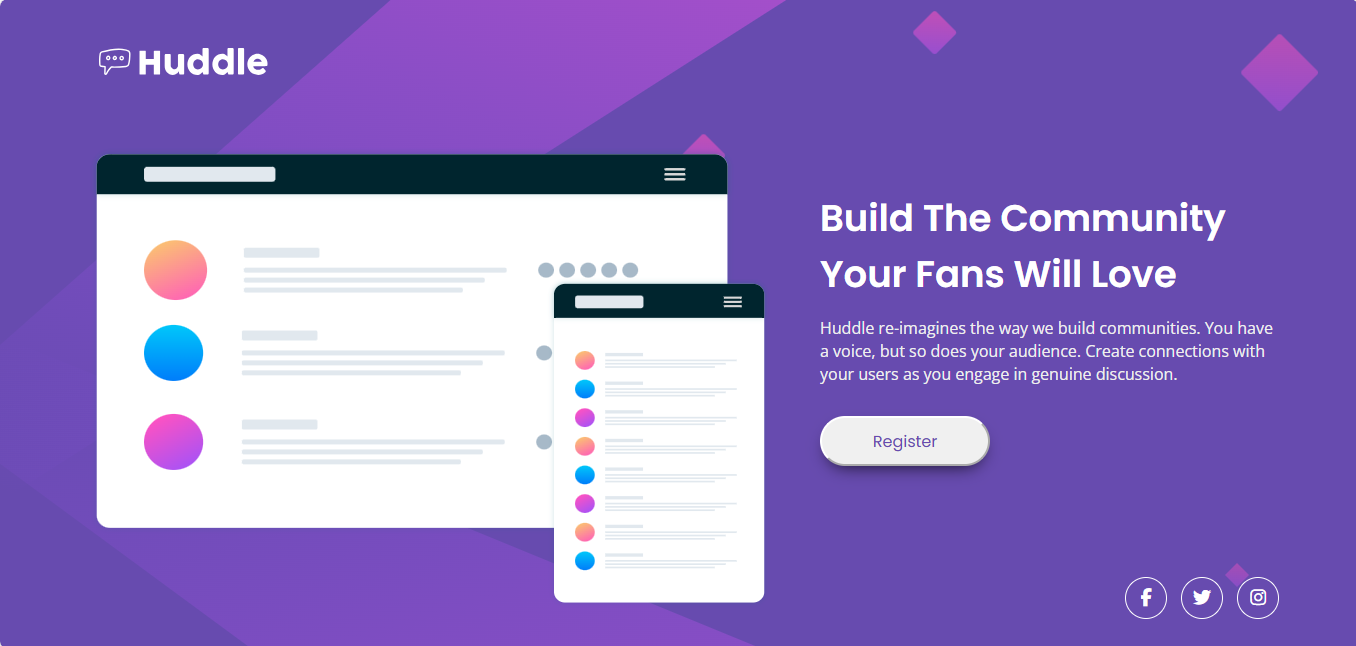 Huddle
Build The Community
Your Fans Will Love
Huddle re-imagines the way we build communities. You have
a voice, but so does your audience. Create connections with
your users as you engage in genuine discussion.
Register